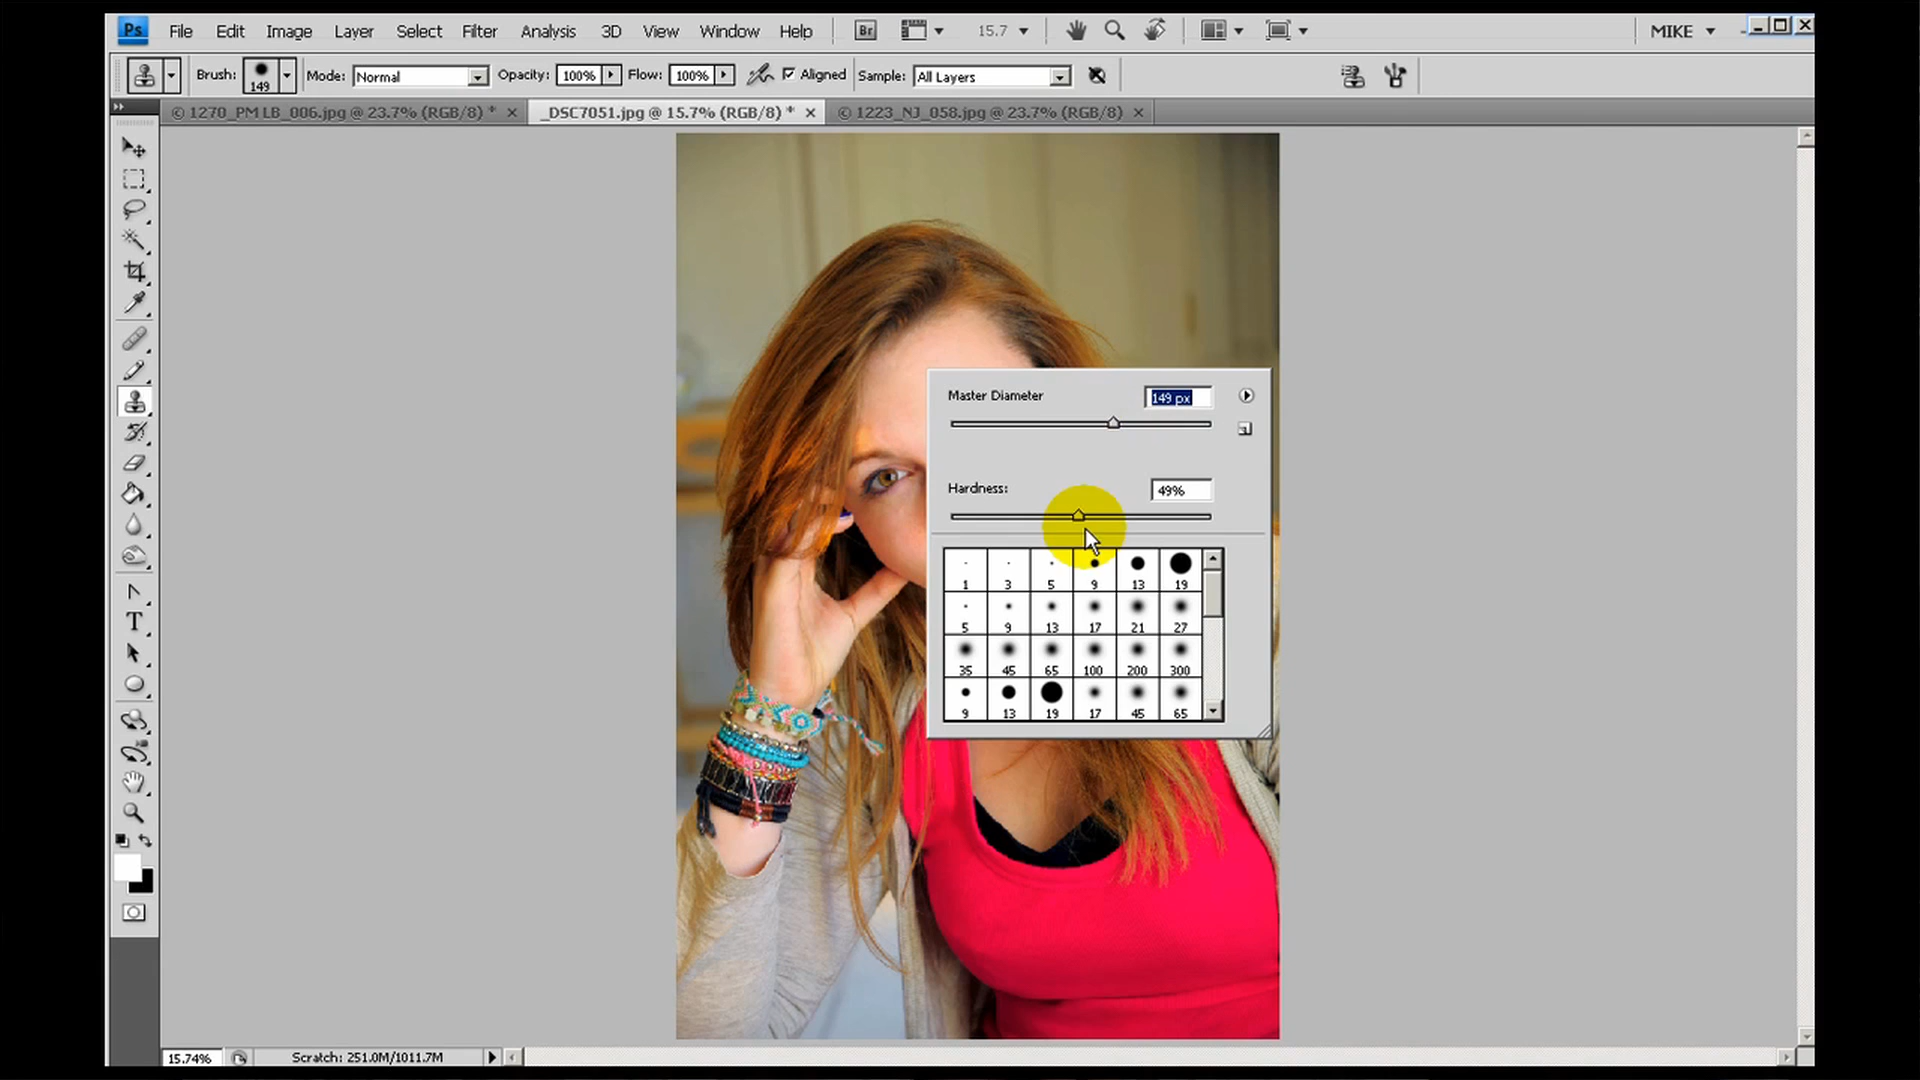 Ps File Edit Image Layer Select Filter Analysis 3D View Window Help Br 15.7 MIKE
Brush: 149 Mode: Normal Opacity: 100% Flow: 100% Aligned Sample: All Layers
© 1270_PM LB_006.jpg @ 23.7% (RGB/8) * _DSC7051.jpg @ 15.7% (RGB/8) * © 1223_NJ_058.jpg @ 23.7% (RGB/8)
Master Diameter 149 px
Hardness: 49%
1 3 5 9 13 19
5 9 13 17 21 27
35 45 65 100 200 300
9 13 19 17 45 65
T
15.74% Scratch: 251.0M/1011.7M